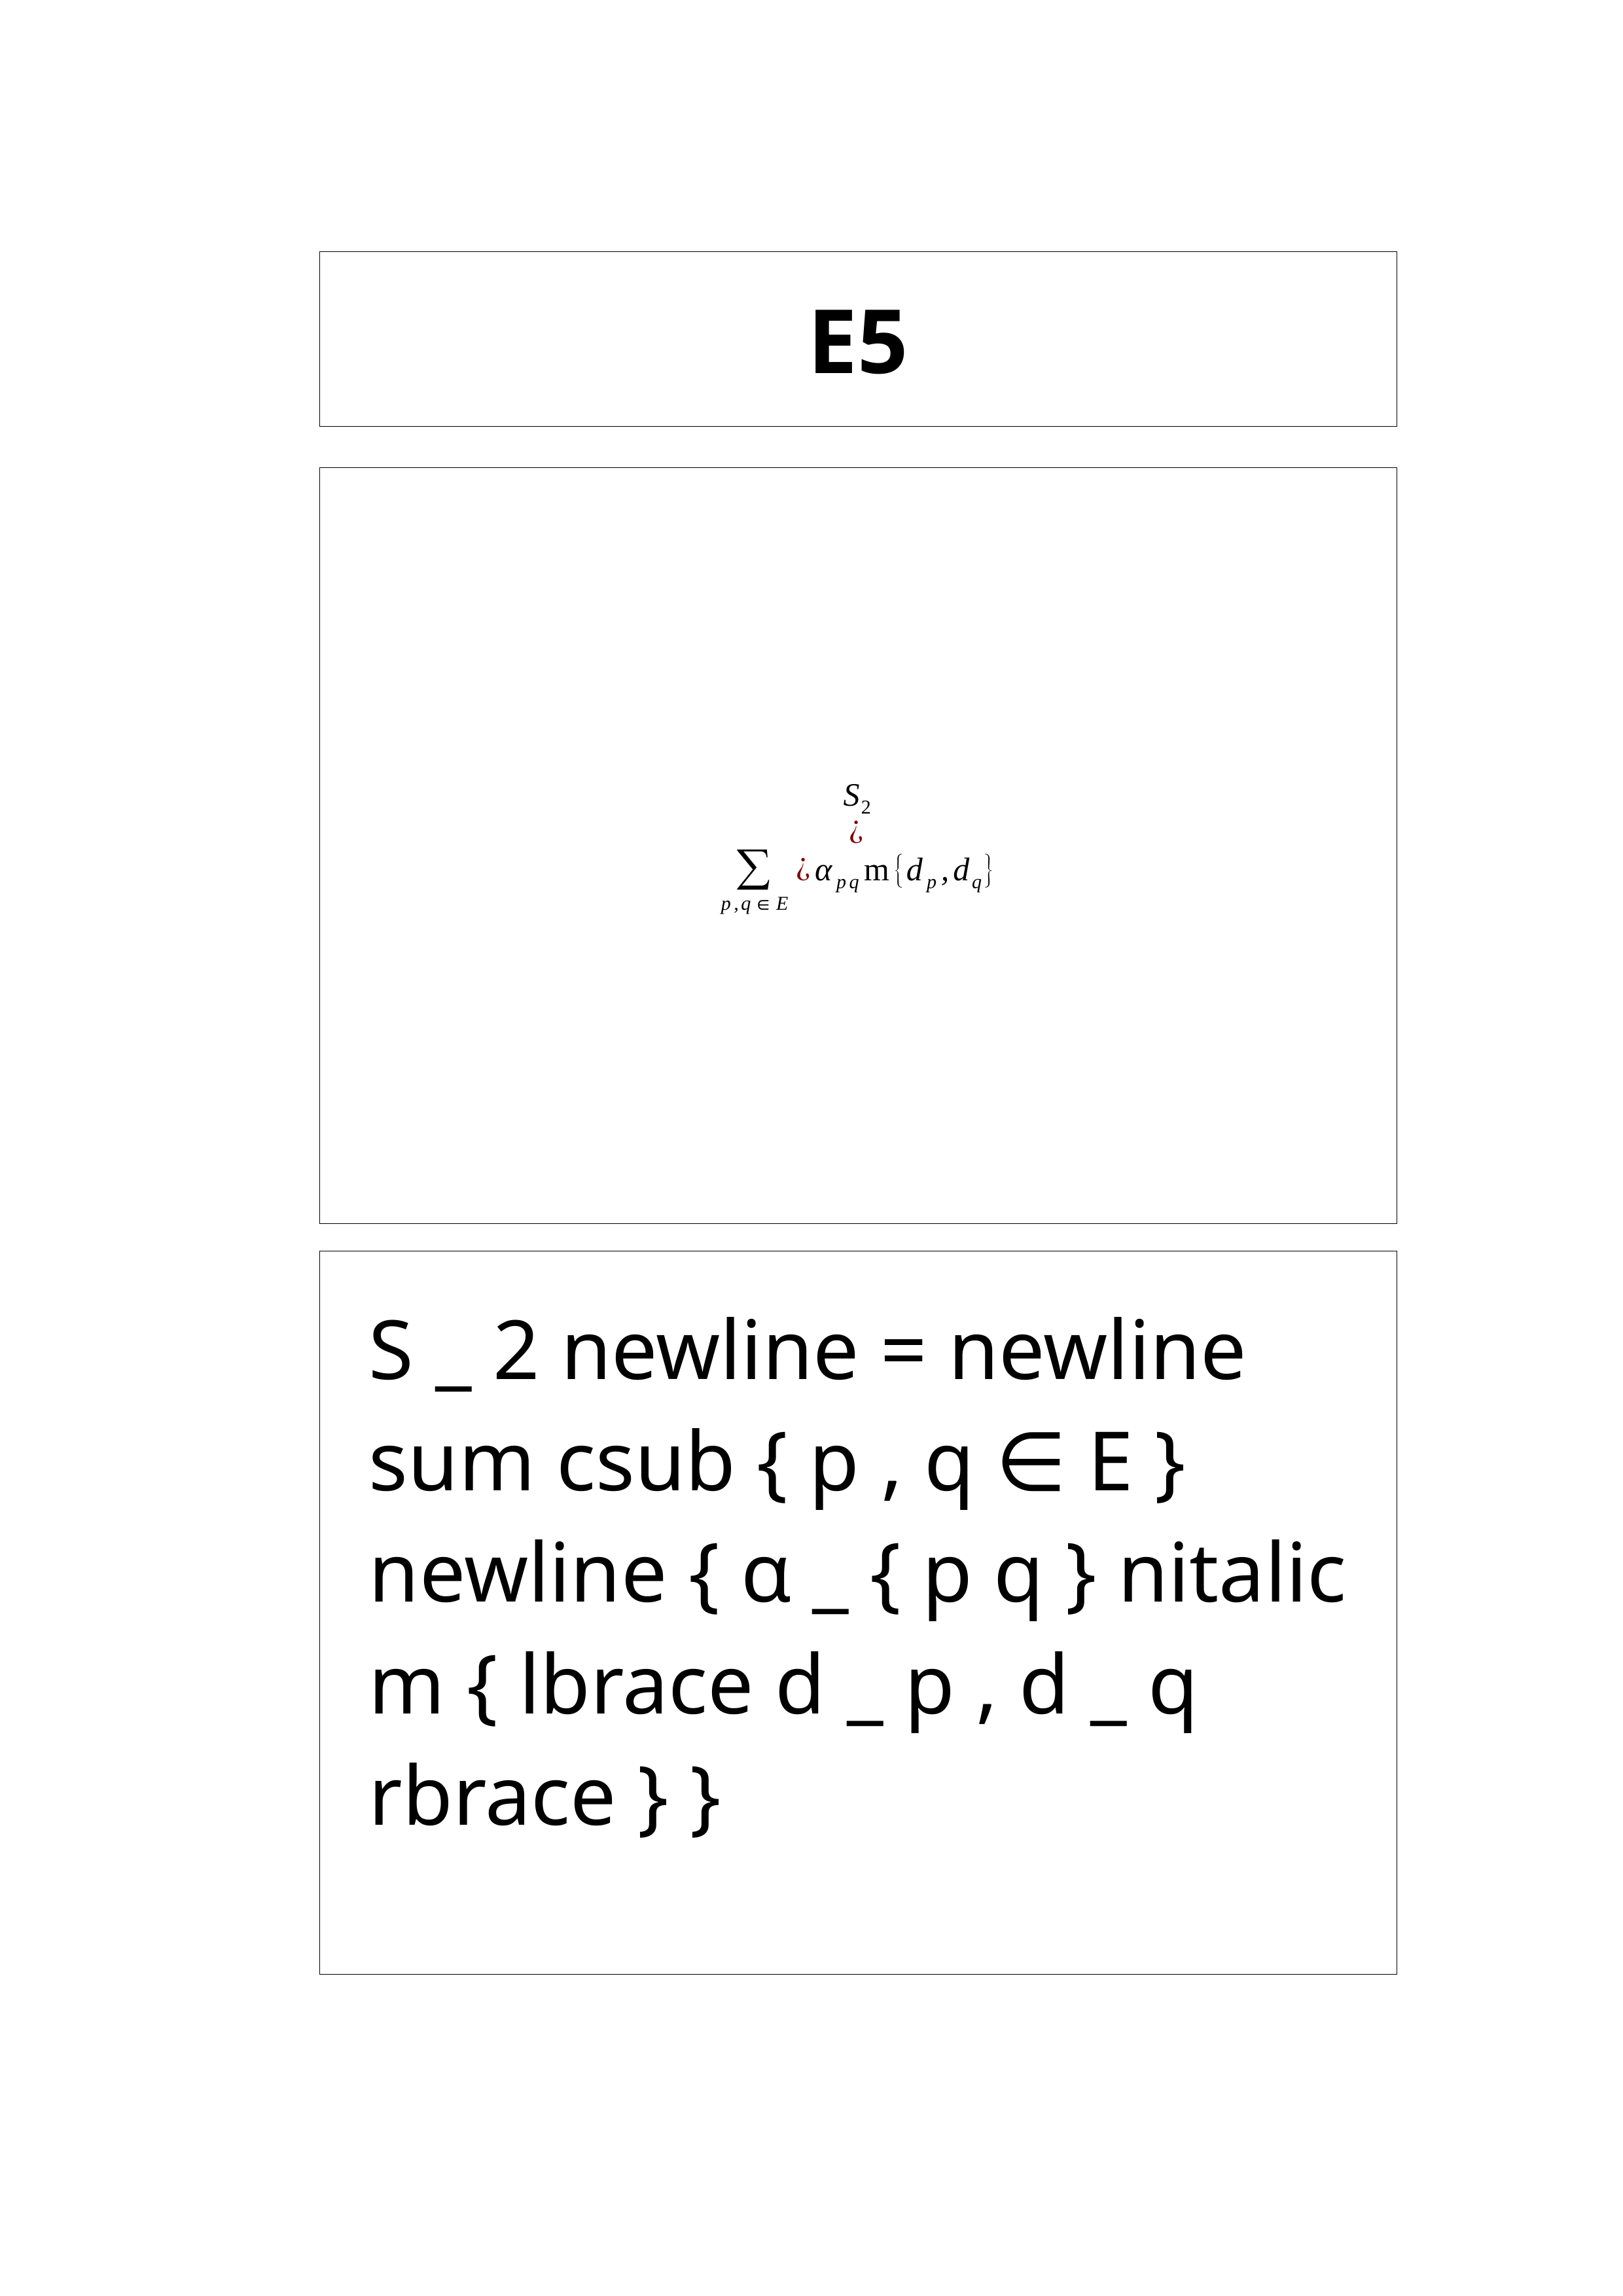 E5
S₂
¿
∑ ¿ α_pq m{d_p, d_q}
p,q ∈ E
S _ 2 newline = newline
sum csub { p , q ∈ E }
newline { α _ { p q } nitalic
m { lbrace d _ p , d _ q
rbrace } }